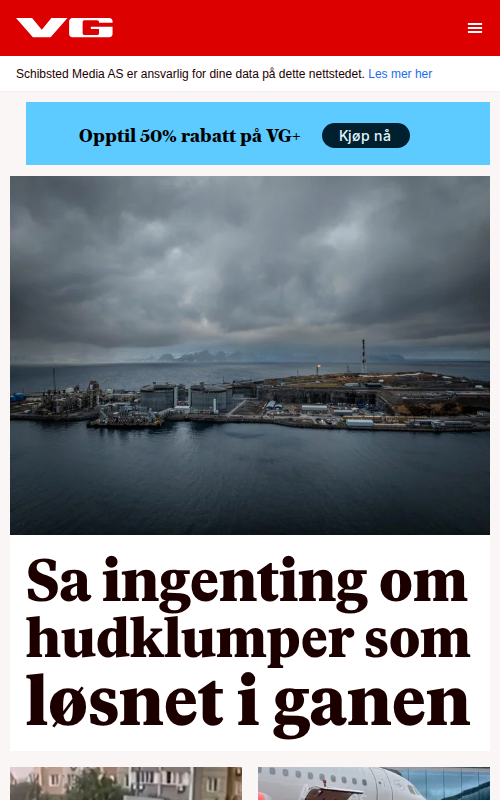 VG
Schibsted Media AS er ansvarlig for dine data på dette nettstedet. Les mer her
Opptil 50% rabatt på VG+
Kjøp nå
Sa ingenting om
hudklumper som
løsnet i ganen